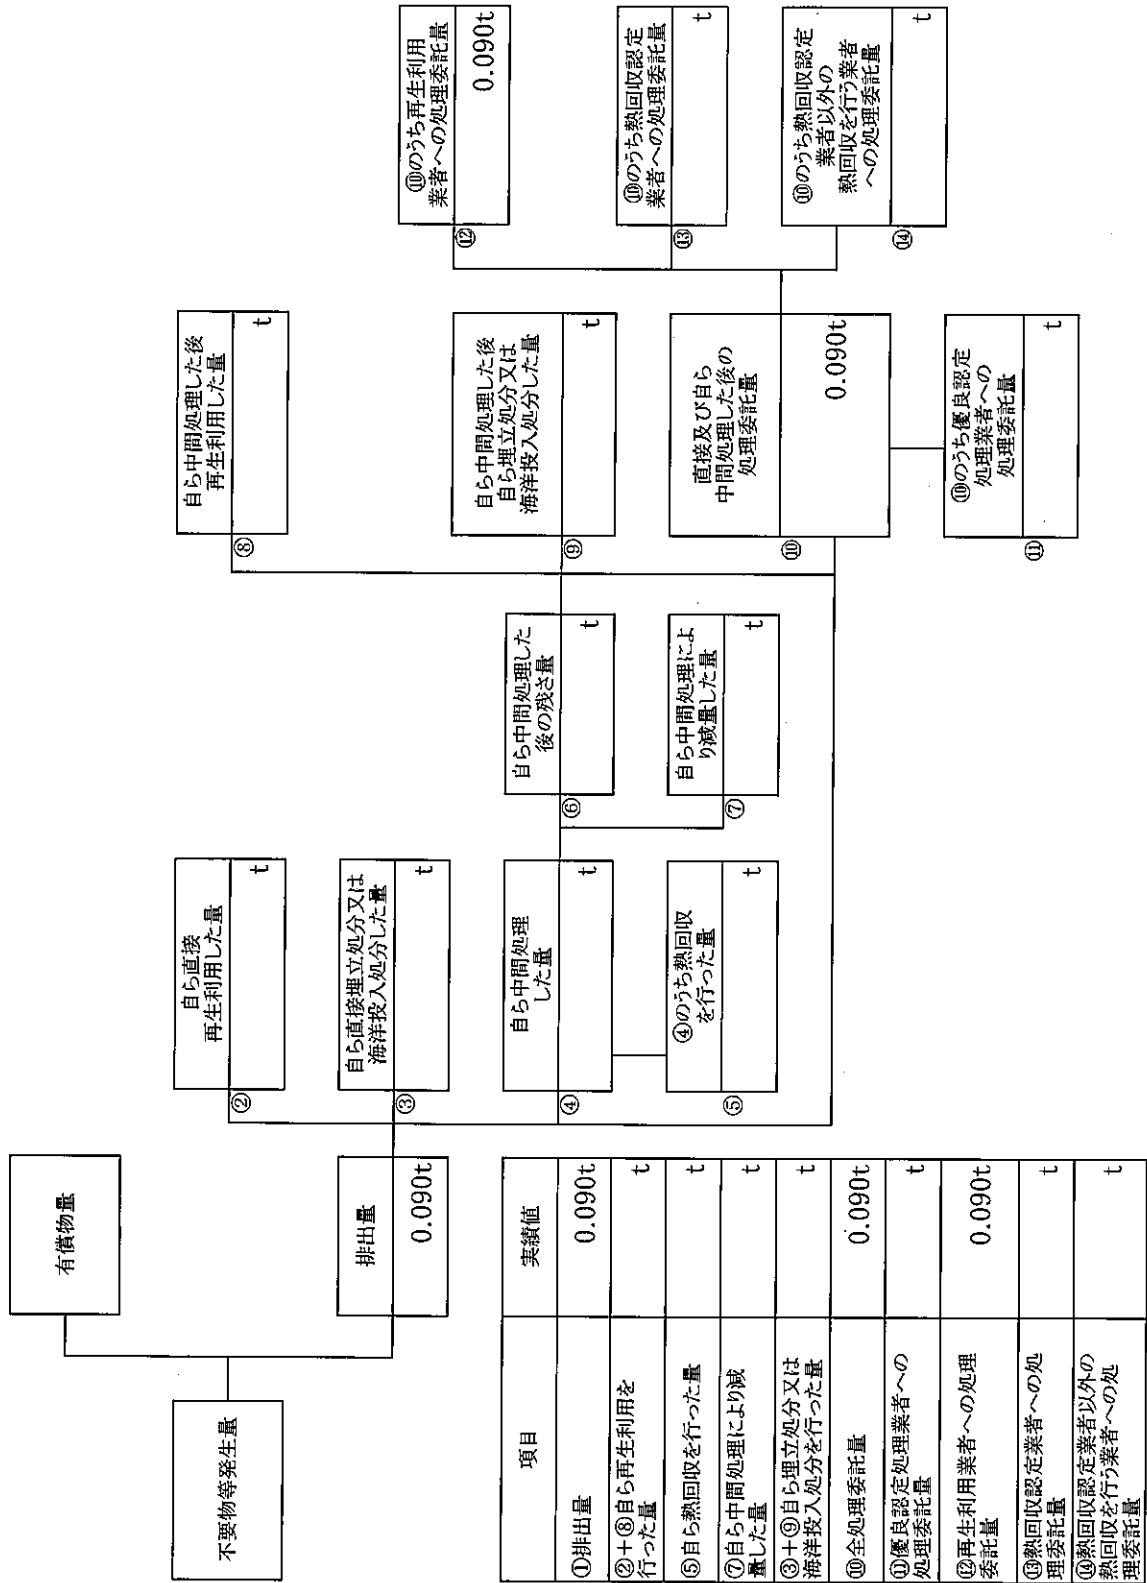 不要物等発生量
有償物量
排出量
0.090t
②
自ら直接
再生利用した量
t
③
自ら直接埋立処分又は
海洋投入処分した量
t
④
自ら中間処理
した量
t
⑤
④のうち熱回収
を行った量
t
⑥
自ら中間処理した
後の残さ量
t
⑦
自ら中間処理によ
り減量した量
t
⑧
自ら中間処理した後
再生利用した量
t
⑨
自ら中間処理した後
自ら埋立処分又は
海洋投入処分した量
t
⑩
直接及び自ら
中間処理した後の
処理委託量
0.090t
⑪
⑩のうち優良認定
処理業者への
処理委託量
t
⑫
⑩のうち再生利用
業者への処理委託量
0.090t
⑬
⑩のうち熱回収認定
業者への処理委託量
t
⑭
⑩のうち熱回収認定
業者以外の
熱回収を行う業者
への処理委託量
t
項目 実績値
①排出量 0.090t
②+⑧自ら再生利用を
行った量 t
⑤自ら熱回収を行った量 t
⑦自ら中間処理により減
量した量 t
③+⑨自ら埋立処分又は
海洋投入処分を行った量 t
⑩全処理委託量 0.090t
⑪優良認定処理業者への
処理委託量 t
⑫再生利用業者への処理
委託量 0.090t
⑬熱回収認定業者への処
理委託量 t
⑭熱回収認定業者以外の
熱回収を行う業者への処
理委託量 t